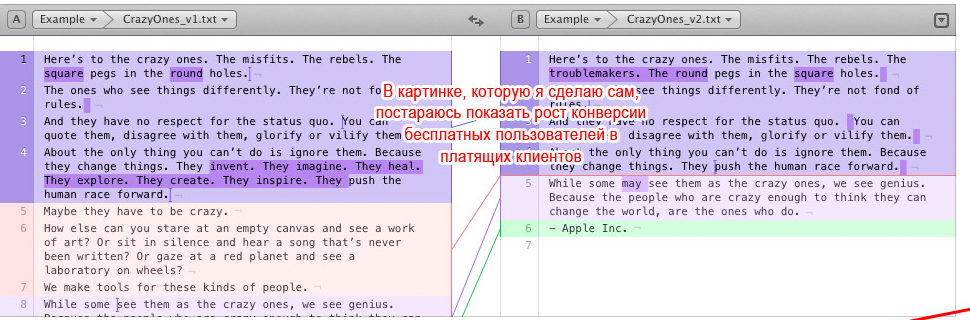 A Example CrazyOnes_v1.txt
1 Here's to the crazy ones. The misfits. The rebels. The
square pegs in the round holes.
2 The ones who see things differently. They're not fond of
rules.
3 And they have no respect for the status quo. You can
quote them, disagree with them, glorify or vilify them.
4 About the only thing you can't do is ignore them. Because
they change things. They invent. They imagine. They heal.
They explore. They create. They inspire. They push the
human race forward.
5 Maybe they have to be crazy.
6 How else can you stare at an empty canvas and see a work
of art? Or sit in silence and hear a song that's never
been written? Or gaze at a red planet and see a
laboratory on wheels?
7 We make tools for these kinds of people.
8 While some see them as the crazy ones, we see genius.
В картинке, которую я сделаю сам,
постараюсь показать рост конверсии
бесплатных пользователей в
платящих клиентов
B Example CrazyOnes_v2.txt
1 Here's to the crazy ones. The misfits. The rebels. The
troublemakers. The round pegs in the square holes.
see things differently. They're not fond of
rules.
3 And they have no respect for the status quo. You can
disagree with them, glorify or vilify them.
the only thing you can't do is ignore them. Because
they change things. They push the human race forward.
5 While some may see them as the crazy ones, we see genius.
Because the people who are crazy enough to think they can
change the world, are the ones who do.
6 – Apple Inc.
7